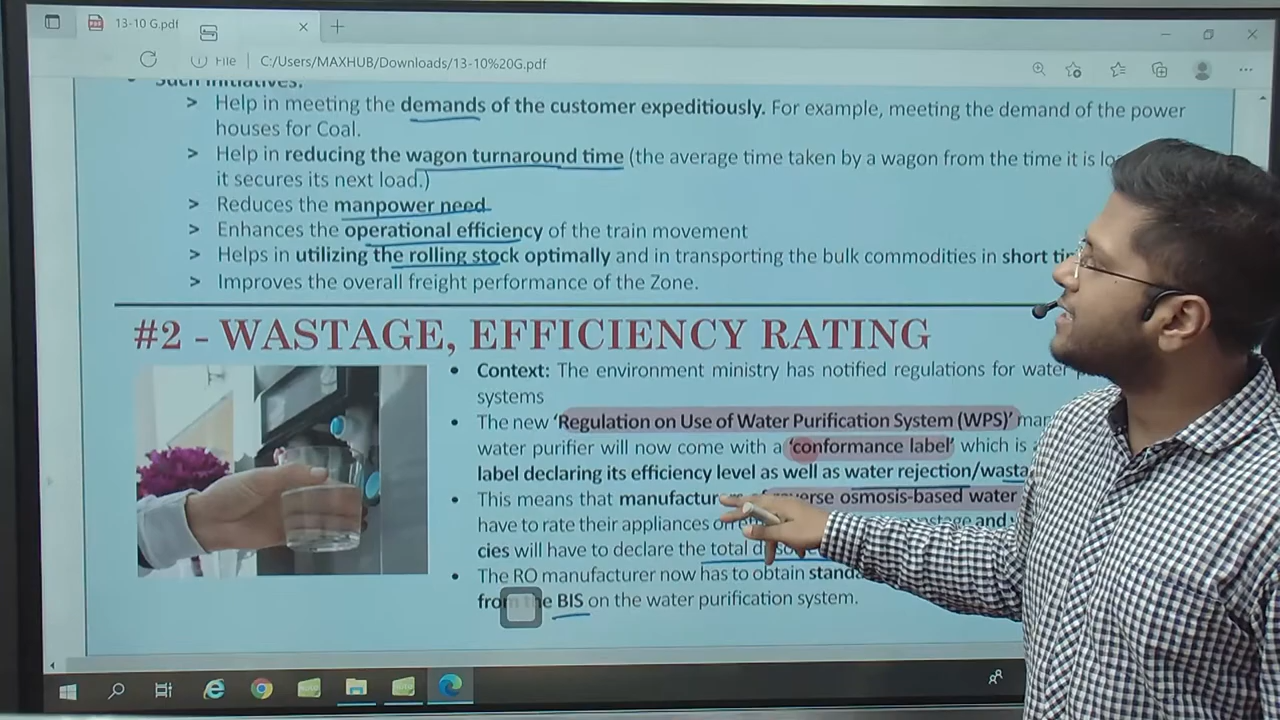 13-10 G.pdf
File
C:/Users/MAXHUB/Downloads/13-10%20G.pdf
Such initiatives:
> Help in meeting the demands of the customer expeditiously. For example, meeting the demand of the power
houses for Coal.
> Help in reducing the wagon turnaround time (the average time taken by a wagon from the time it is
it secures its next load.)
> Reduces the manpower need
> Enhances the operational efficiency of the train movement
> Helps in utilizing the rolling stock optimally and in transporting the bulk commodities in short
> Improves the overall freight performance of the Zone.
#2 - WASTAGE, EFFICIENCY RATING
• Context: The environment ministry has notified regulations for water
systems
• The new 'Regulation on Use of Water Purification System (WPS)'
water purifier will now come with a 'conformance label' which is
label declaring its efficiency level as well as water rejection/
• This means that of reverse osmosis-based water
have to rate their appliances on and
cies will have to declare the total
• The RO manufacturer now has to obtain
from the BIS on the water purification system.